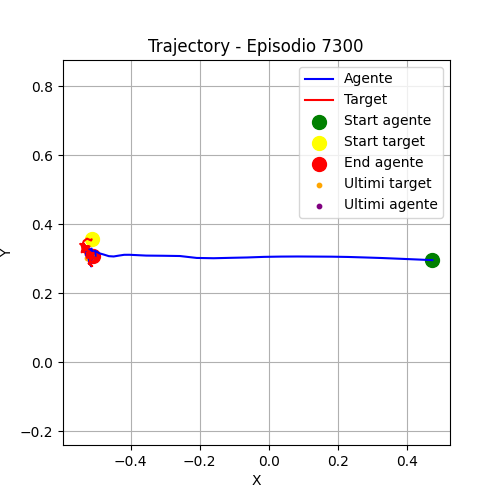 Trajectory - Episodio 7300
Agente
Target
Start agente
Start target
End agente
Ultimi target
Ultimi agente
Y
0.8
0.6
0.4
0.2
0.0
−0.2
−0.4
−0.2
0.0
0.2
0.4
X